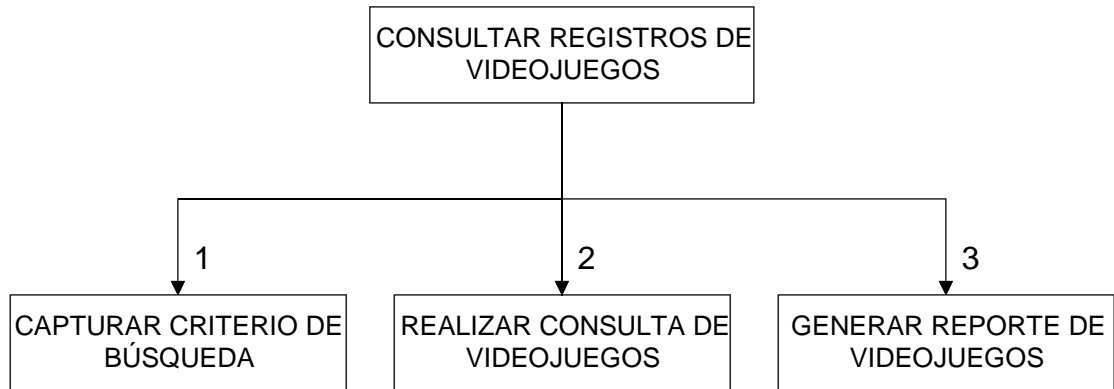 CONSULTAR REGISTROS DE
VIDEOJUEGOS
1
2
3
CAPTURAR CRITERIO DE
BÚSQUEDA
REALIZAR CONSULTA DE
VIDEOJUEGOS
GENERAR REPORTE DE
VIDEOJUEGOS